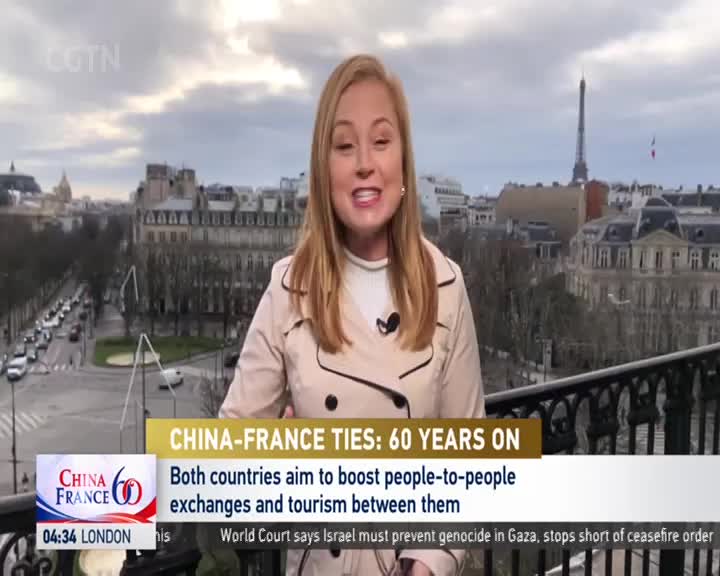 CGTN
CHINA-FRANCE TIES: 60 YEARS ON
CHINA
FRANCE 60
Both countries aim to boost people-to-people
exchanges and tourism between them
04:34 LONDON
his World Court says Israel must prevent genocide in Gaza, stops short of ceasefire order